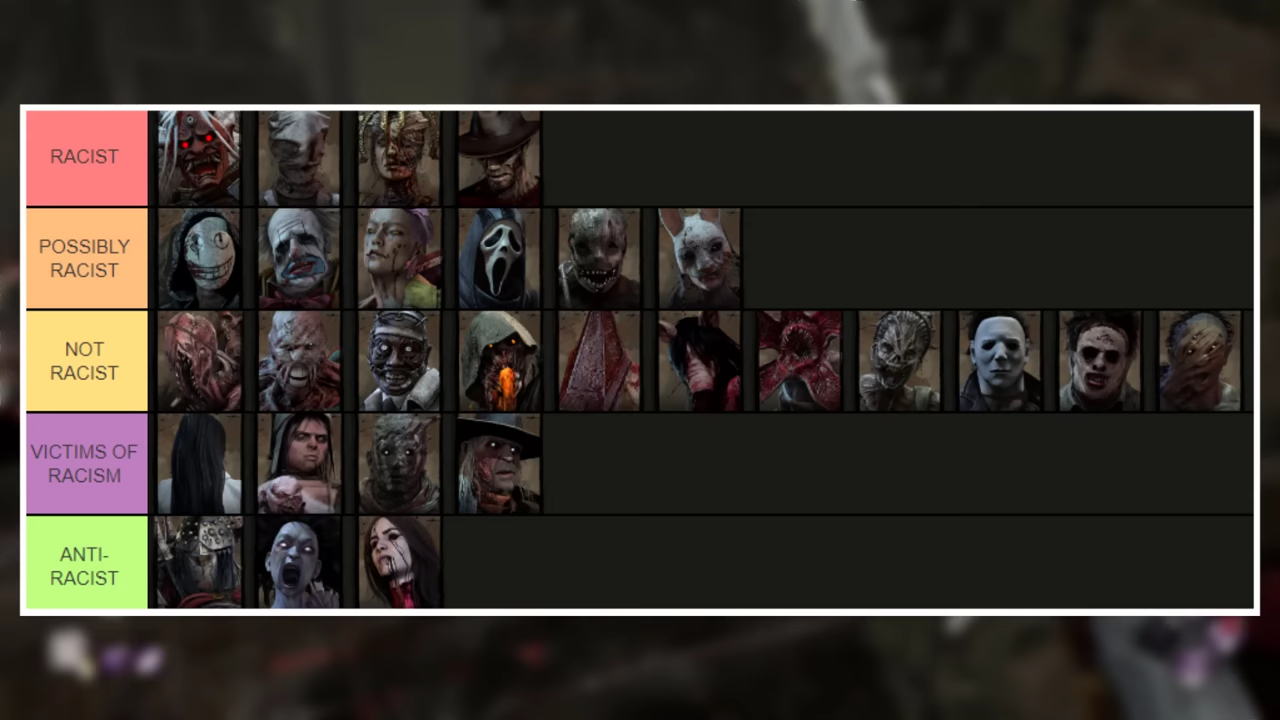 RACIST
POSSIBLY
RACIST
NOT
RACIST
VICTIMS OF
RACISM
ANTI-
RACIST